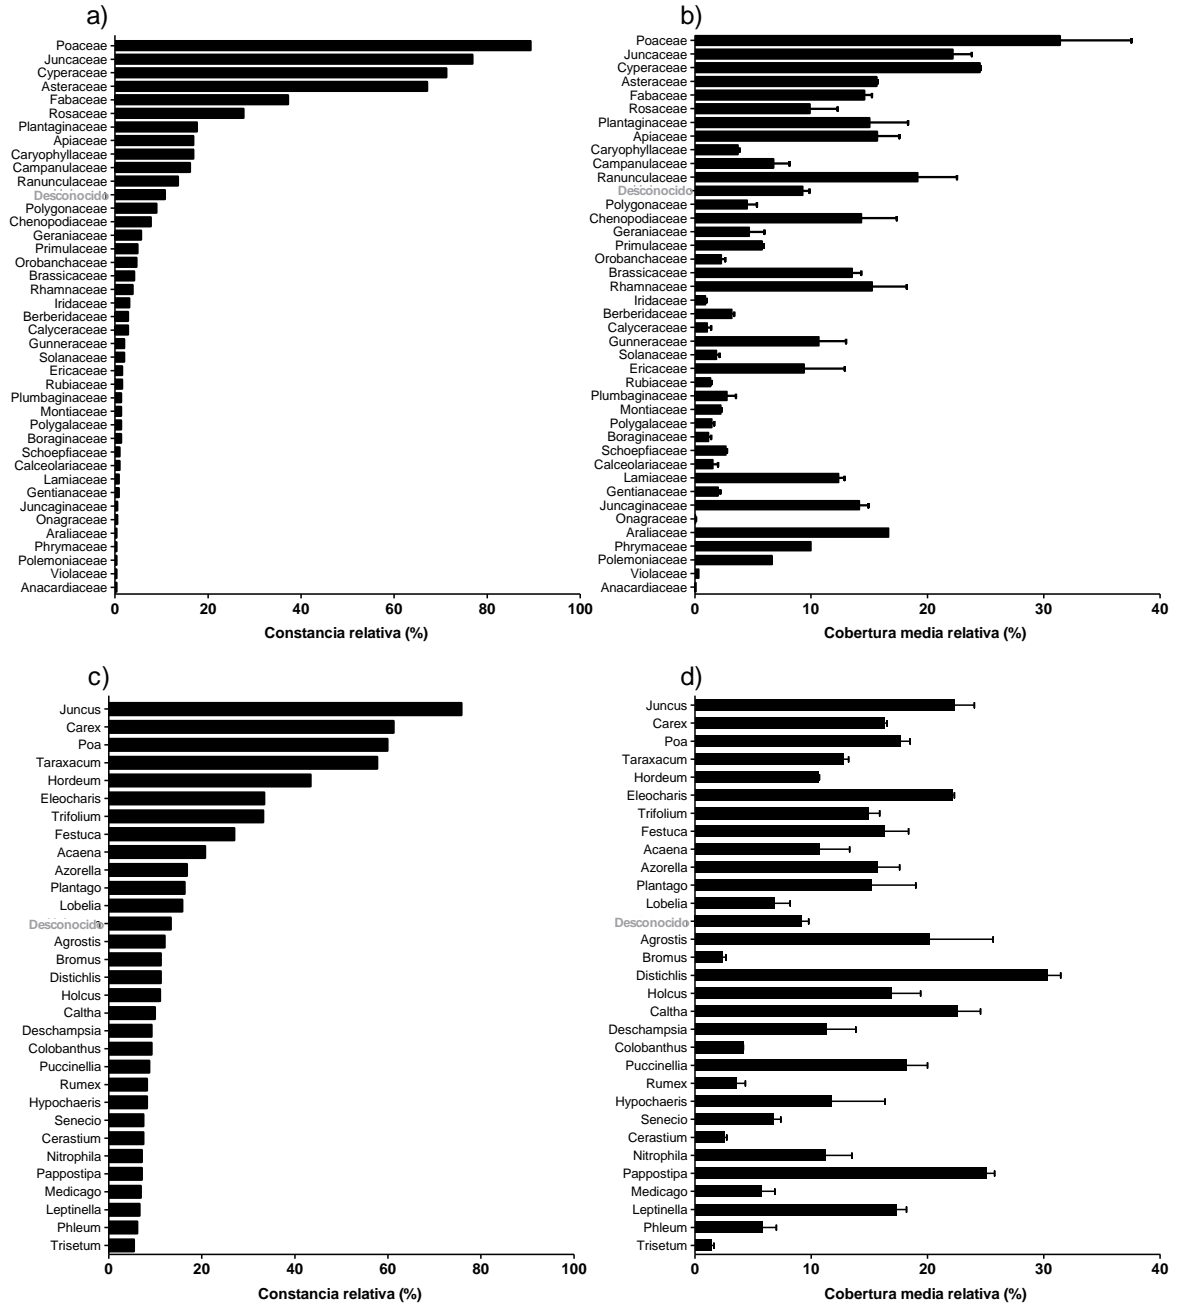 a)
Poaceae
Juncaceae
Cyperaceae
Asteraceae
Fabaceae
Rosaceae
Plantaginaceae
Apiaceae
Caryophyllaceae
Campanulaceae
Ranunculaceae
Desconocido
Polygonaceae
Chenopodiaceae
Geraniaceae
Primulaceae
Orobanchaceae
Brassicaceae
Rhamnaceae
Iridaceae
Berberidaceae
Calyceraceae
Gunneraceae
Solanaceae
Ericaceae
Rubiaceae
Plumbaginaceae
Montiaceae
Polygalaceae
Boraginaceae
Schoepfiaceae
Calceolariaceae
Lamiaceae
Gentianaceae
Juncaginaceae
Onagraceae
Araliaceae
Phrymaceae
Polemoniaceae
Violaceae
Anacardiaceae
0 20 40 60 80 100
Constancia relativa (%)
b)
Poaceae
Juncaceae
Cyperaceae
Asteraceae
Fabaceae
Rosaceae
Plantaginaceae
Apiaceae
Caryophyllaceae
Campanulaceae
Ranunculaceae
Desconocido
Polygonaceae
Chenopodiaceae
Geraniaceae
Primulaceae
Orobanchaceae
Brassicaceae
Rhamnaceae
Iridaceae
Berberidaceae
Calyceraceae
Gunneraceae
Solanaceae
Ericaceae
Rubiaceae
Plumbaginaceae
Montiaceae
Polygalaceae
Boraginaceae
Schoepfiaceae
Calceolariaceae
Lamiaceae
Gentianaceae
Juncaginaceae
Onagraceae
Araliaceae
Phrymaceae
Polemoniaceae
Violaceae
Anacardiaceae
0 10 20 30 40
Cobertura media relativa (%)
c)
Juncus
Carex
Poa
Taraxacum
Hordeum
Eleocharis
Trifolium
Festuca
Acaena
Azorella
Plantago
Lobelia
Desconocido
Agrostis
Bromus
Distichlis
Holcus
Caltha
Deschampsia
Colobanthus
Puccinellia
Rumex
Hypochaeris
Senecio
Cerastium
Nitrophila
Pappostipa
Medicago
Leptinella
Phleum
Trisetum
0 20 40 60 80 100
Constancia relativa (%)
d)
Juncus
Carex
Poa
Taraxacum
Hordeum
Eleocharis
Trifolium
Festuca
Acaena
Azorella
Plantago
Lobelia
Desconocido
Agrostis
Bromus
Distichlis
Holcus
Caltha
Deschampsia
Colobanthus
Puccinellia
Rumex
Hypochaeris
Senecio
Cerastium
Nitrophila
Pappostipa
Medicago
Leptinella
Phleum
Trisetum
0 10 20 30 40
Cobertura media relativa (%)